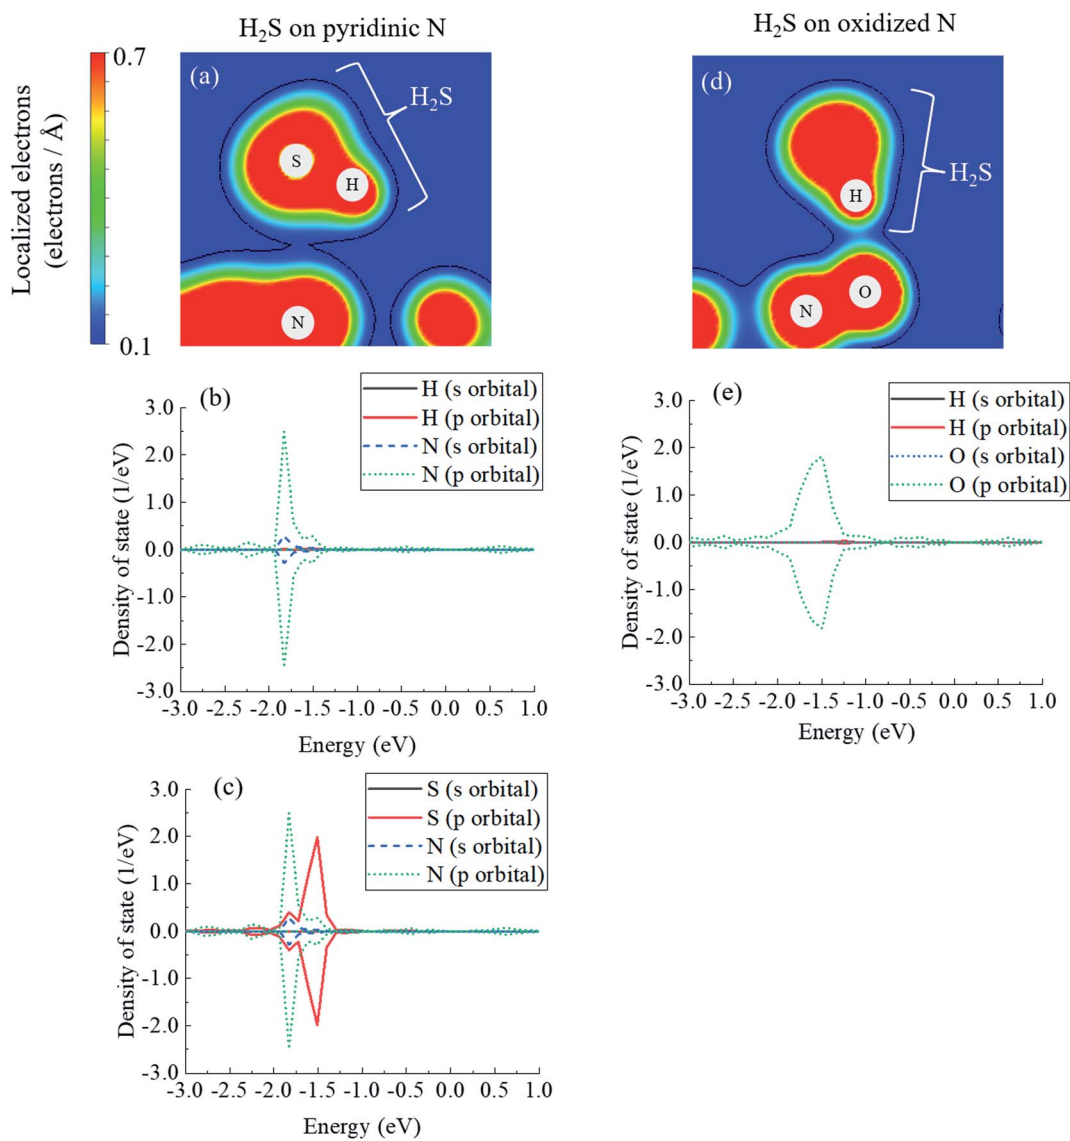 H₂S on pyridinic N
H₂S on oxidized N
Localized electrons
(electrons / Å)
0.7
0.1
(a)
H₂S
S
H
N
(d)
H₂S
H
N
O
(b)
H (s orbital)
H (p orbital)
N (s orbital)
N (p orbital)
Density of state (1/eV)
3.0
2.0
1.0
0.0
-1.0
-2.0
-3.0
-3.0 -2.5 -2.0 -1.5 -1.0 -0.5 0.0 0.5 1.0
Energy (eV)
(e)
H (s orbital)
H (p orbital)
O (s orbital)
O (p orbital)
Density of state (1/eV)
3.0
2.0
1.0
0.0
-1.0
-2.0
-3.0
-3.0 -2.5 -2.0 -1.5 -1.0 -0.5 0.0 0.5 1.0
Energy (eV)
(c)
S (s orbital)
S (p orbital)
N (s orbital)
N (p orbital)
Density of state (1/eV)
3.0
2.0
1.0
0.0
-1.0
-2.0
-3.0
-3.0 -2.5 -2.0 -1.5 -1.0 -0.5 0.0 0.5 1.0
Energy (eV)